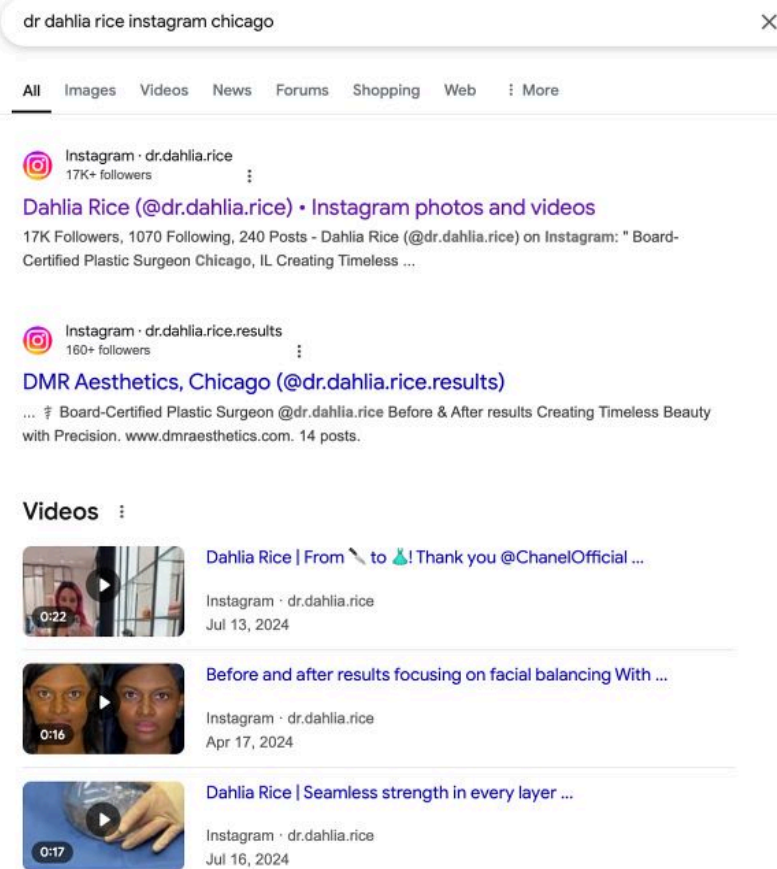 dr dahlia rice instagram chicago
All Images Videos News Forums Shopping Web More
Instagram · dr.dahlia.rice
17K+ followers
Dahlia Rice (@dr.dahlia.rice) • Instagram photos and videos
17K Followers, 1070 Following, 240 Posts - Dahlia Rice (@dr.dahlia.rice) on Instagram: " Board-
Certified Plastic Surgeon Chicago, IL Creating Timeless ...
Instagram · dr.dahlia.rice.results
160+ followers
DMR Aesthetics, Chicago (@dr.dahlia.rice.results)
... ⚕ Board-Certified Plastic Surgeon @dr.dahlia.rice Before & After results Creating Timeless Beauty
with Precision. www.dmraesthetics.com. 14 posts.
Videos
Dahlia Rice | From 🔪 to 👗! Thank you @ChanelOfficial ...
Instagram · dr.dahlia.rice
Jul 13, 2024
0:22
Before and after results focusing on facial balancing With ...
Instagram · dr.dahlia.rice
Apr 17, 2024
0:16
Dahlia Rice | Seamless strength in every layer ...
Instagram · dr.dahlia.rice
Jul 16, 2024
0:17